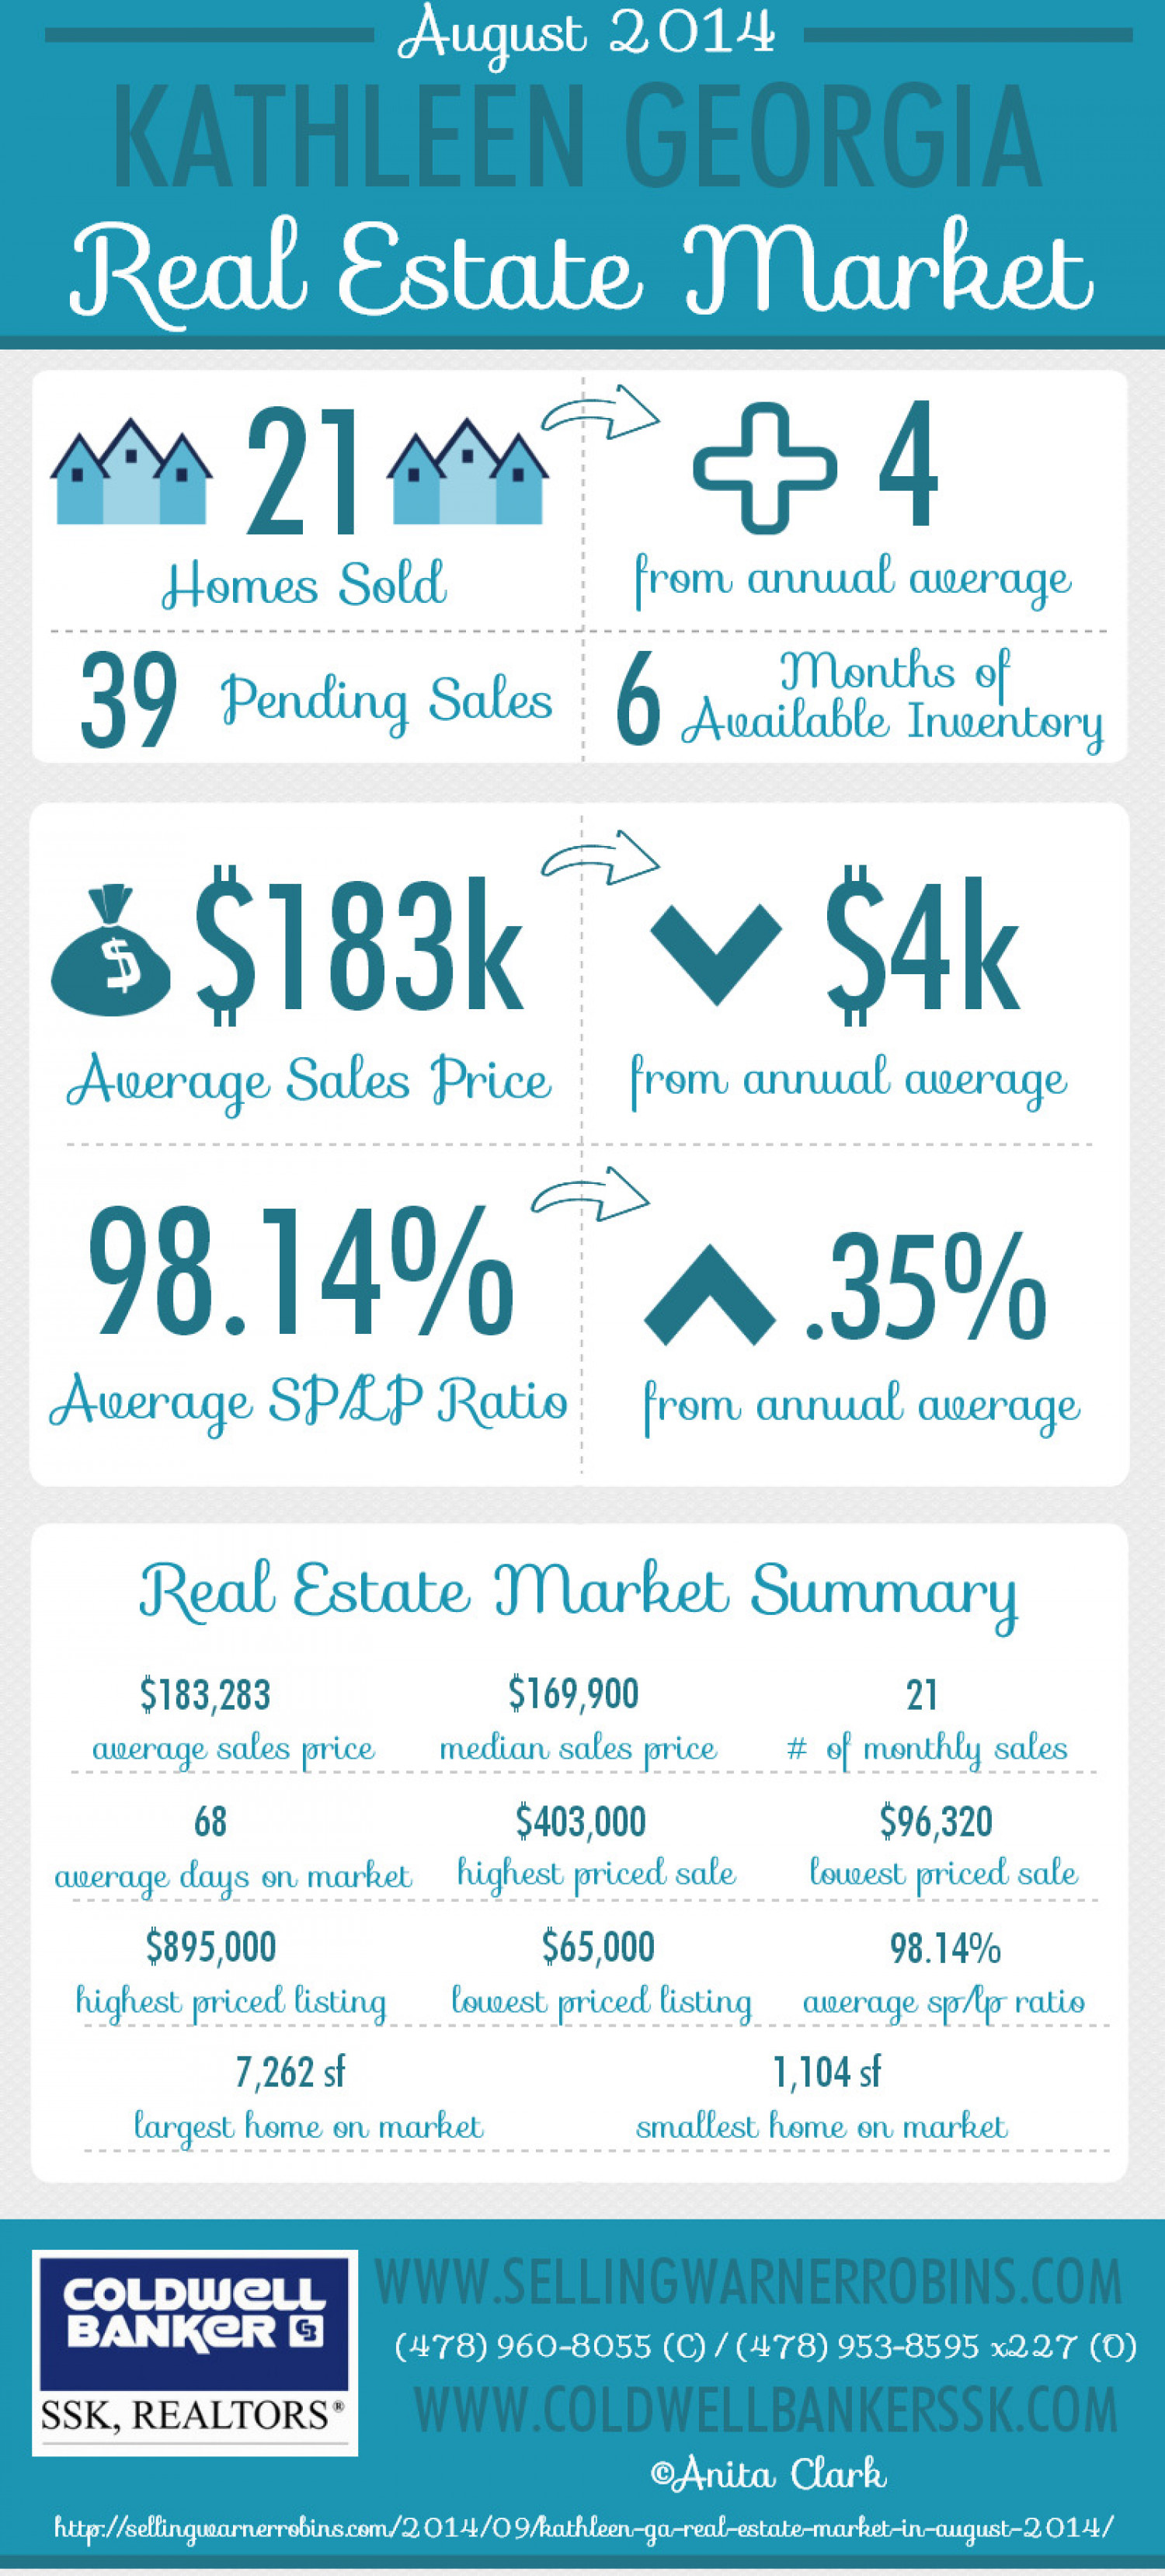 August 2014
KATHLEEN GEORGIA
Real Estate Market
21
Homes Sold
4
from annual average
39 Pending Sales
6 Months of
Available Inventory
$ $183k
Average Sales Price
$4k
from annual average
98.14%
Average SP/LP Ratio
.35%
from annual average
Real Estate Market Summary
$183,283 $169,900 21
average sales price median sales price # of monthly sales
68 $403,000 $96,320
average days on market highest priced sale lowest priced sale
$895,000 $65,000 98.14%
highest priced listing lowest priced listing average sp/lp ratio
7,262 sf 1,104 sf
largest home on market smallest home on market
COLDWELL
BANKER CB
SSK, REALTORS®
WWW.SELLINGWARNERROBINS.COM
(478) 960-8055 (C) / (478) 953-8595 x227 (O)
WWW.COLDWELLBANKERSSK.COM
©Anita Clark
http://sellingwarnerrobins.com/2014/09/kathleen-ga-real-estate-market-in-august-2014/